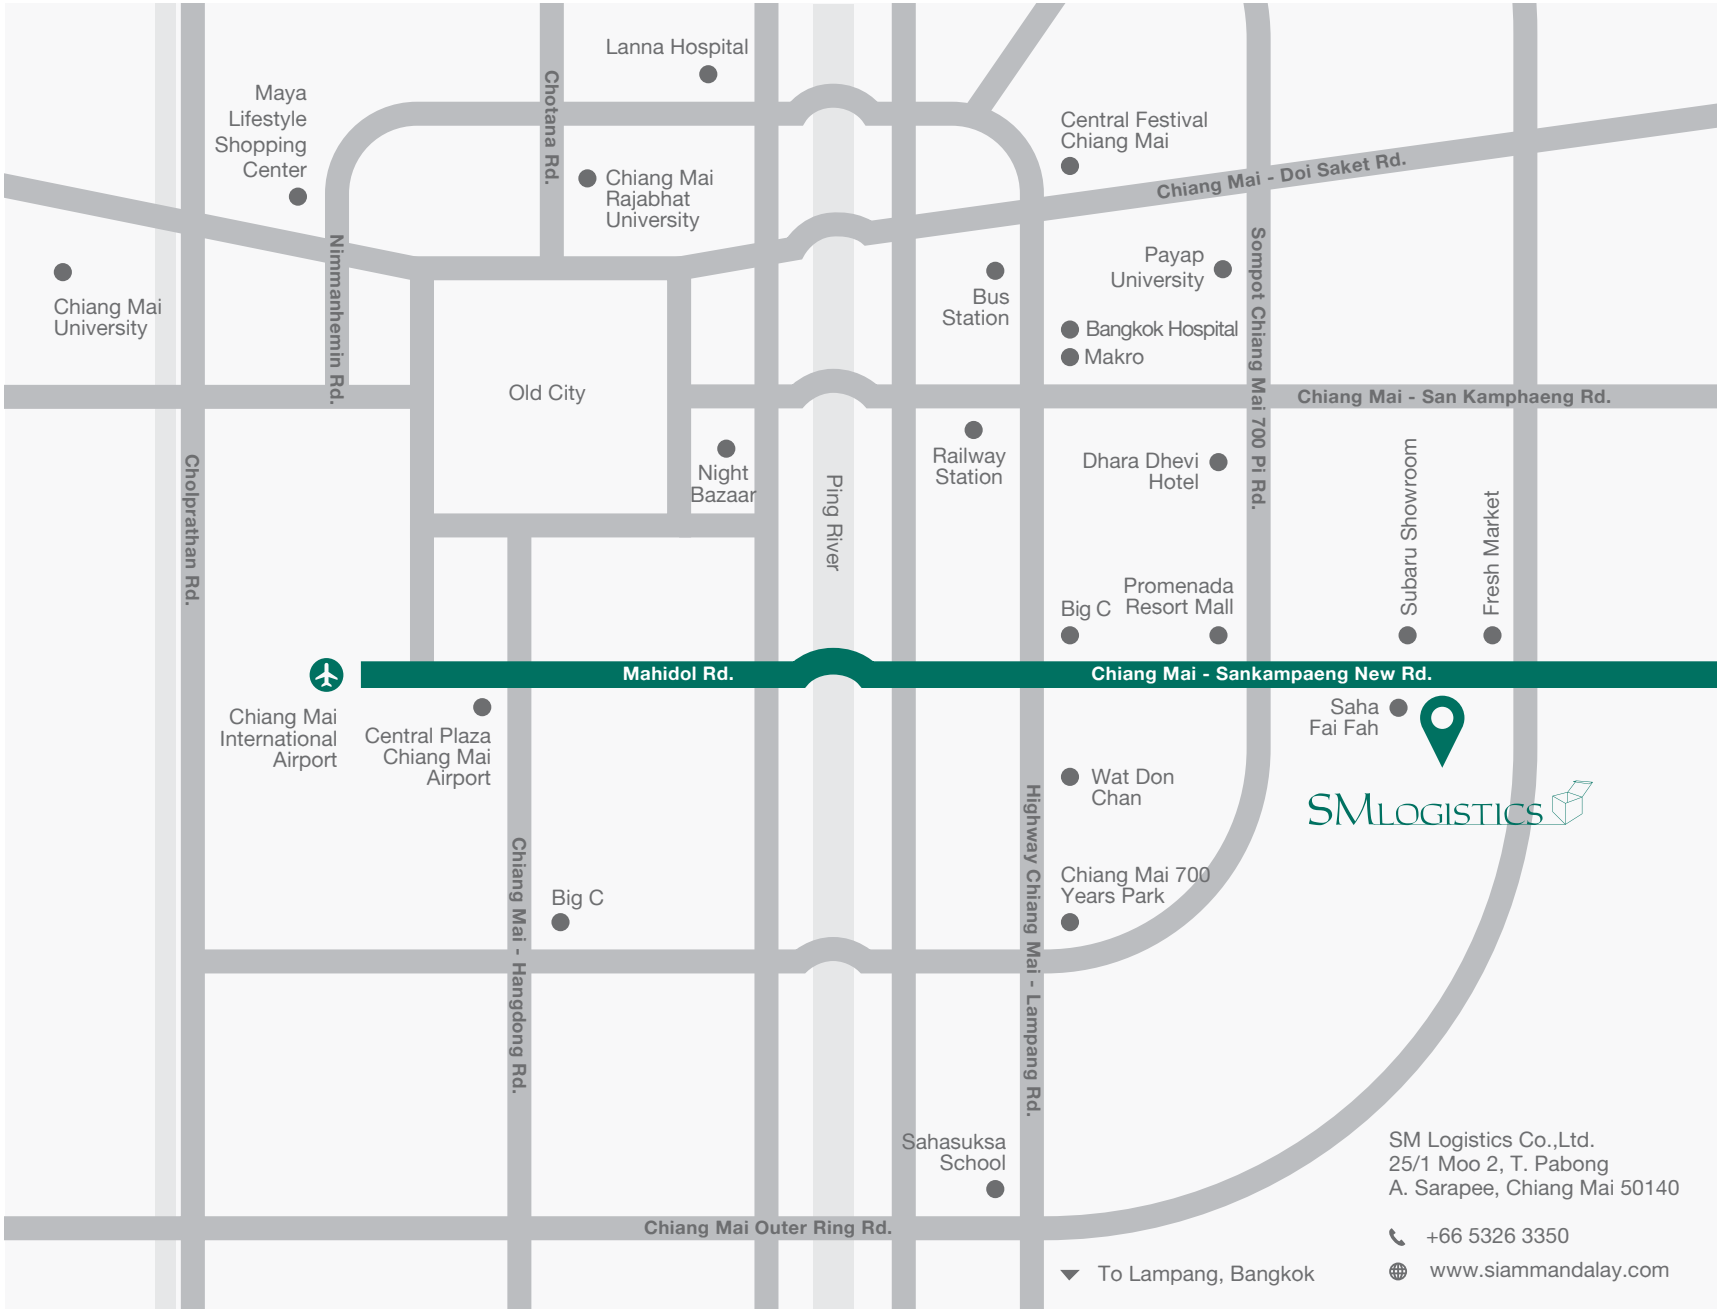 Lanna Hospital
Maya
Lifestyle
Shopping
Center
Chotana Rd.
Central Festival
Chiang Mai
Chiang Mai - Doi Saket Rd.
Chiang Mai
Rajabhat
University
Chiang Mai
University
Nimmanhemin Rd.
Bus
Station
Payap
University
Bangkok Hospital
Makro
Sompot Chiang Mai 700 Pi Rd.
Old City
Chiang Mai - San Kamphaeng Rd.
Cholprathan Rd.
Night
Bazaar
Ping River
Railway
Station
Dhara Dhevi
Hotel
Subaru Showroom
Fresh Market
Big C
Promenada
Resort Mall
Mahidol Rd.
Chiang Mai - Sankampaeng New Rd.
Chiang Mai
International
Airport
Central Plaza
Chiang Mai
Airport
Saha
Fai Fah
SM LOGISTICS
Wat Don
Chan
Chiang Mai - Hangdong Rd.
Highway Chiang Mai - Lampang Rd.
Big C
Chiang Mai 700
Years Park
Sahasuksa
School
Chiang Mai Outer Ring Rd.
To Lampang, Bangkok
SM Logistics Co.,Ltd.
25/1 Moo 2, T. Pabong
A. Sarapee, Chiang Mai 50140
+66 5326 3350
www.siammandalay.com